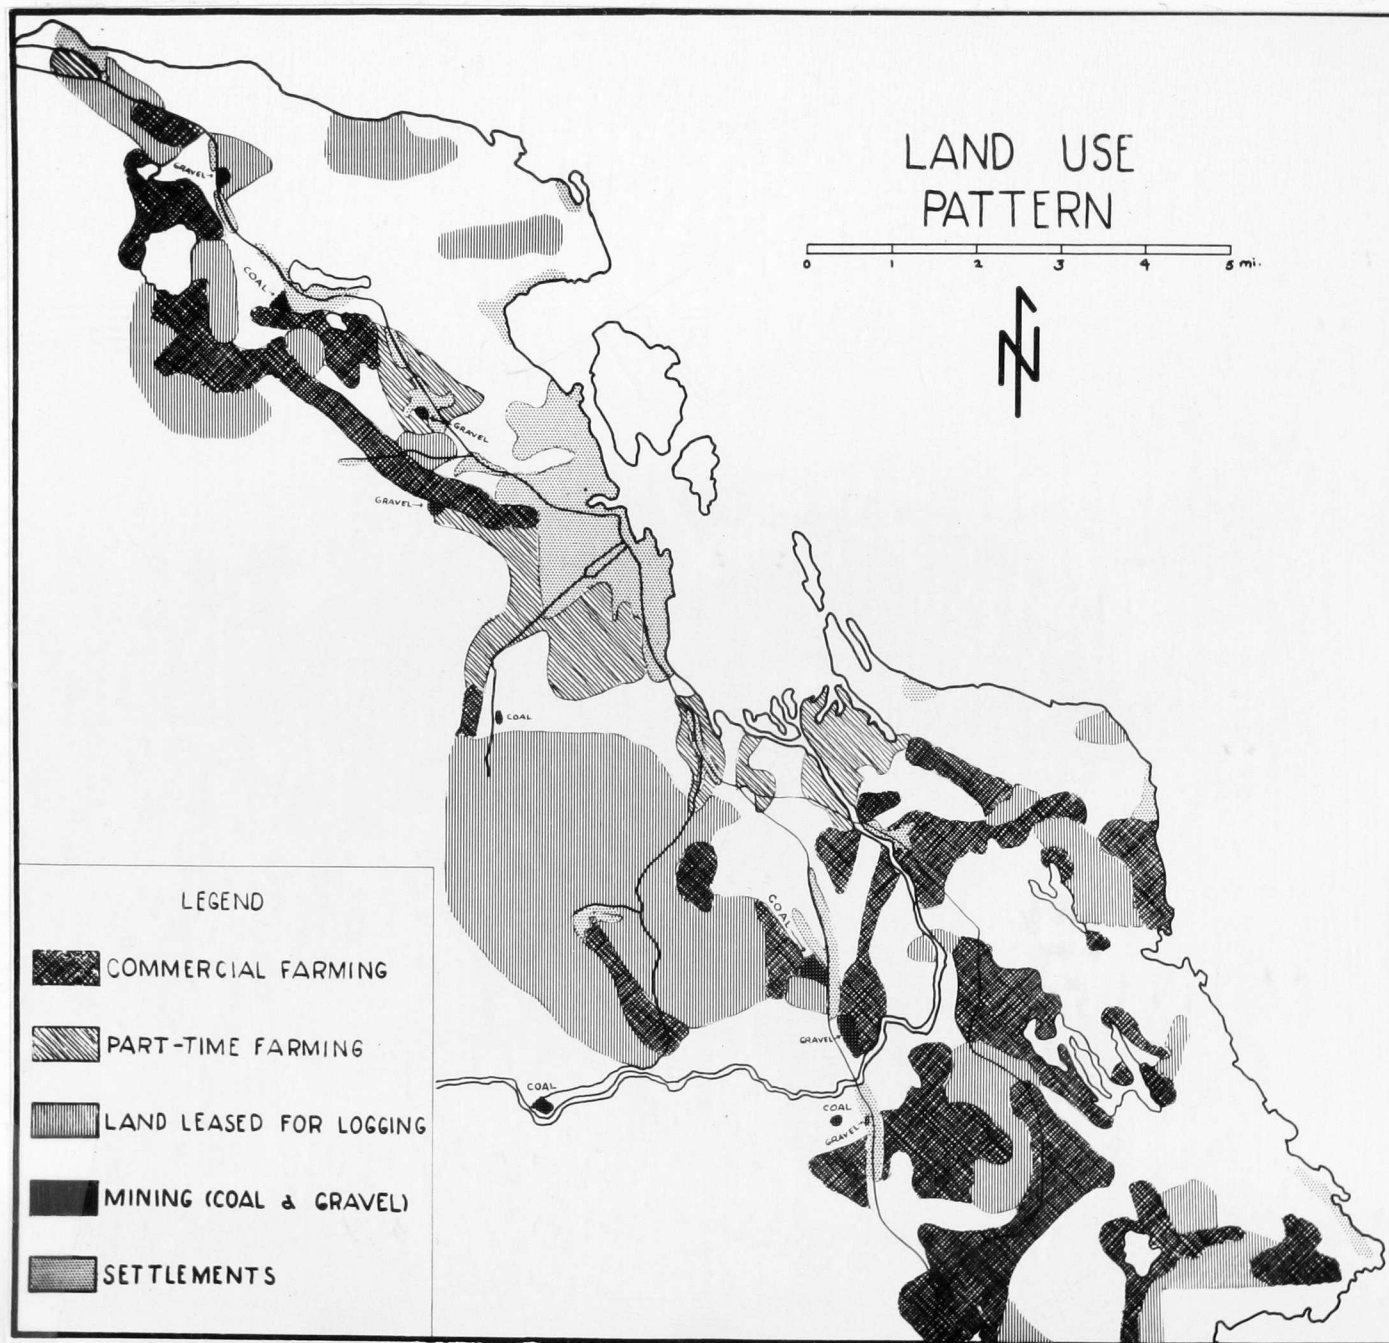 LAND USE
PATTERN
0 1 2 3 4 5 mi.
N
GRAVEL
COAL
GRAVEL
GRAVEL
COAL
COAL
GRAVEL
COAL
COAL
GRAVEL
LEGEND
COMMERCIAL FARMING
PART-TIME FARMING
LAND LEASED FOR LOGGING
MINING (COAL & GRAVEL)
SETTLEMENTS